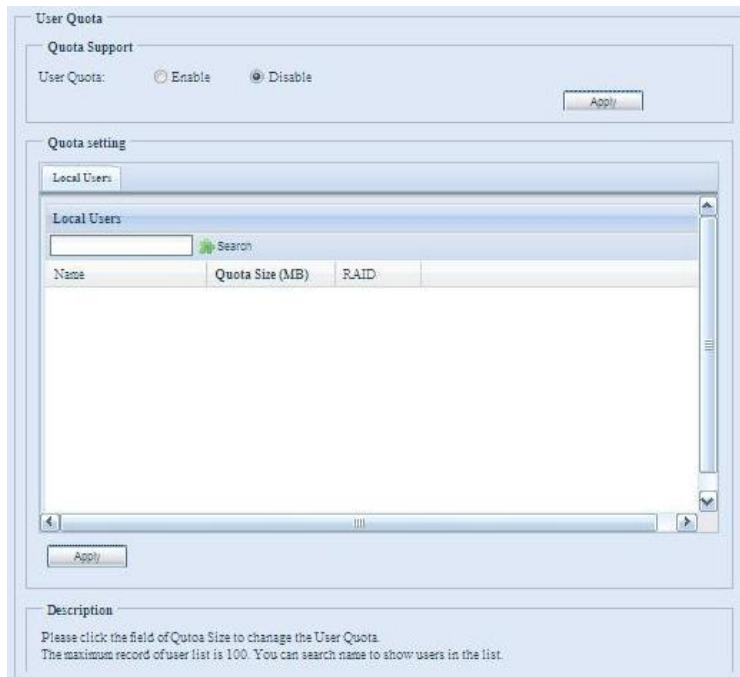 User Quota
Quota Support
User Quota: Enable Disable
Apply
Quota setting
Local Users
Local Users
Search
Name Quota Size (MB) RAID
Apply
Description
Please click the field of Qutoa Size to chanage the User Quota.
The maximum record of user list is 100. You can search name to show users in the list.